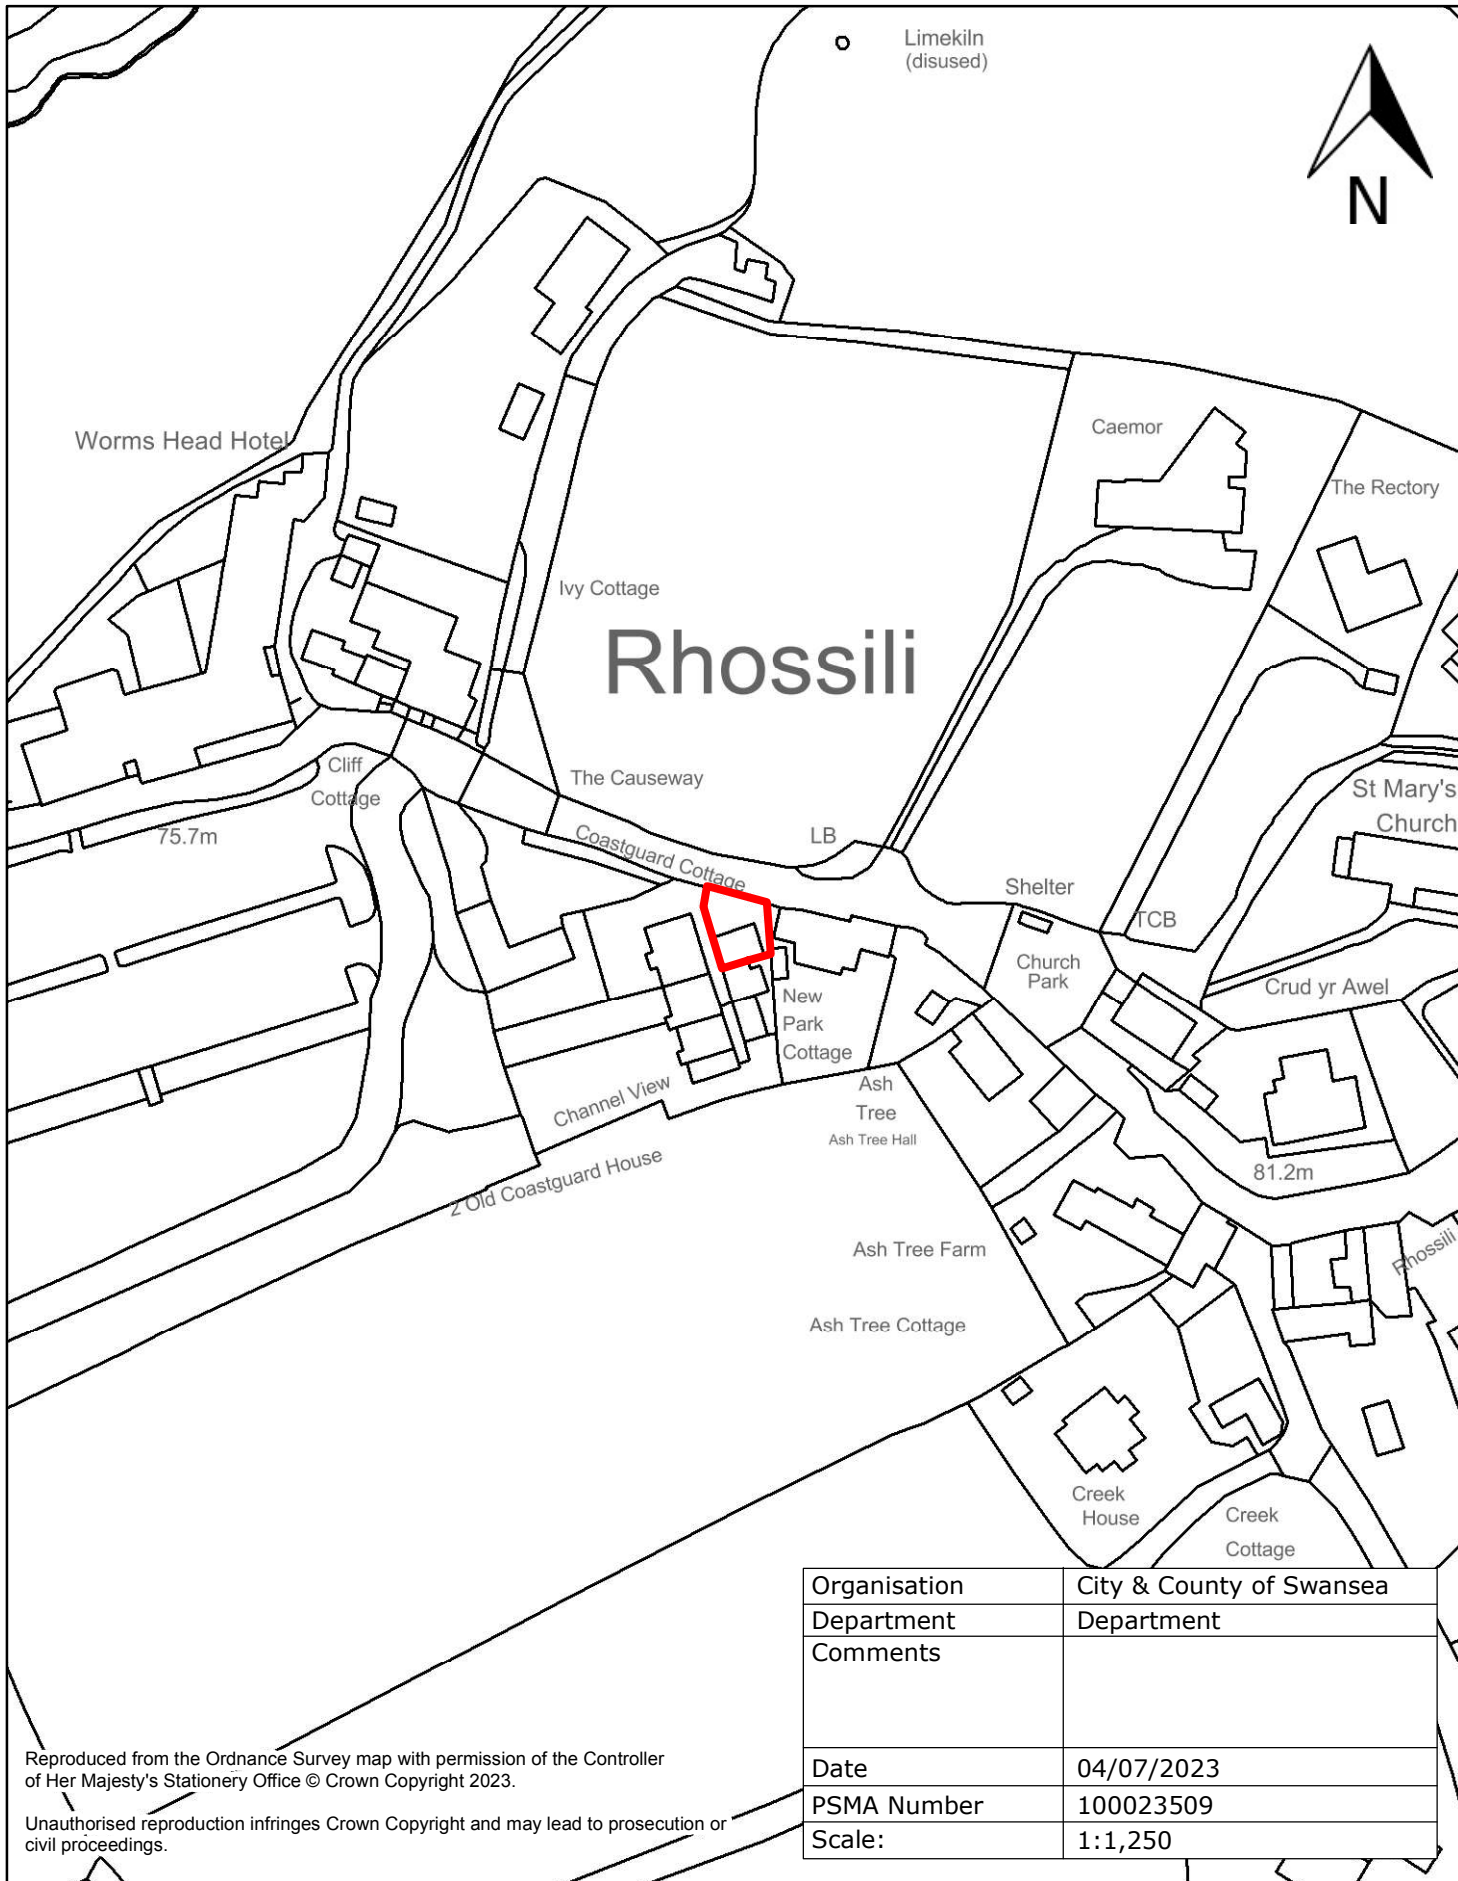 Limekiln
(disused)
N
Worms Head Hotel
Caemor
The Rectory
Ivy Cottage
Rhossili
Cliff
Cottage
The Causeway
75.7m
Coastguard Cottage
LB
St Mary's
Church
Shelter
TCB
Church
Park
Crud yr Awel
New
Park
Cottage
Channel View
Ash
Tree
Ash Tree Hall
2 Old Coastguard House
81.2m
Ash Tree Farm
Rhossili
Ash Tree Cottage
Creek
House
Creek
Cottage
Organisation City & County of Swansea
Department Department
Comments
Date 04/07/2023
PSMA Number 100023509
Scale: 1:1,250
Reproduced from the Ordnance Survey map with permission of the Controller
of Her Majesty's Stationery Office © Crown Copyright 2023.
Unauthorised reproduction infringes Crown Copyright and may lead to prosecution or
civil proceedings.